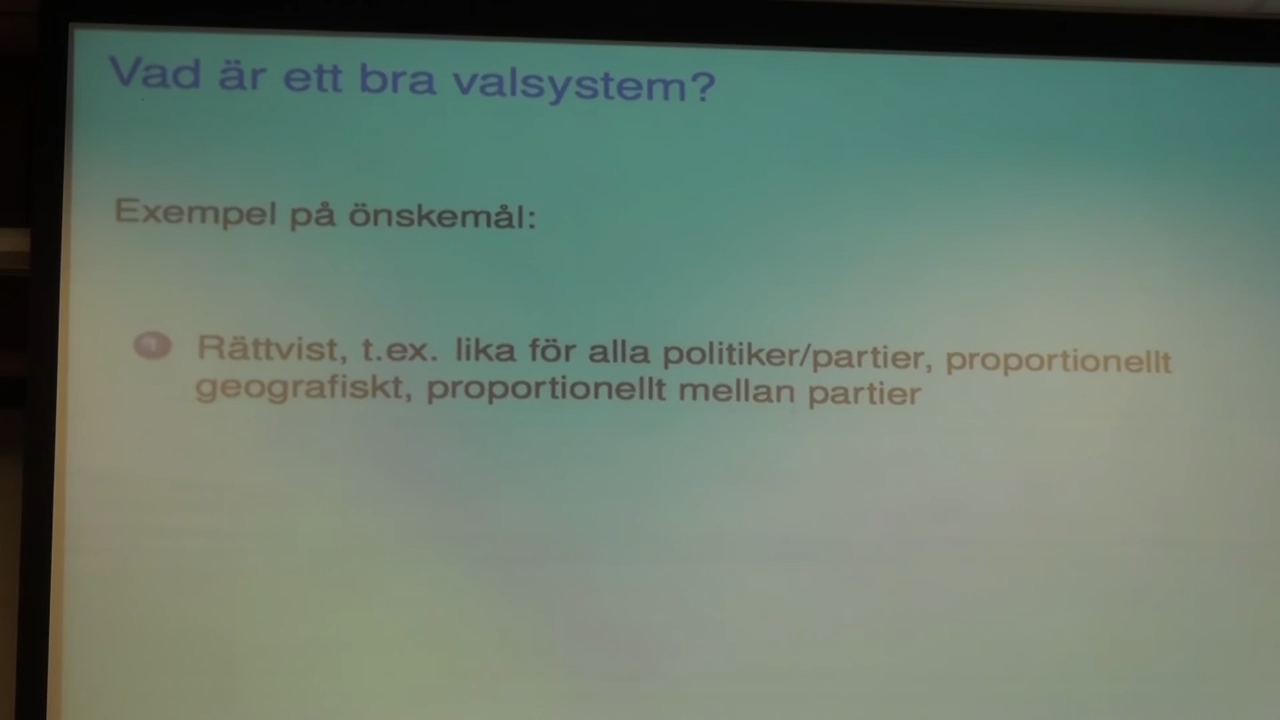 Vad är ett bra valsystem?
Exempel på önskemål:
1 Rättvist, t.ex. lika för alla politiker/partier, proportionellt
geografiskt, proportionellt mellan partier